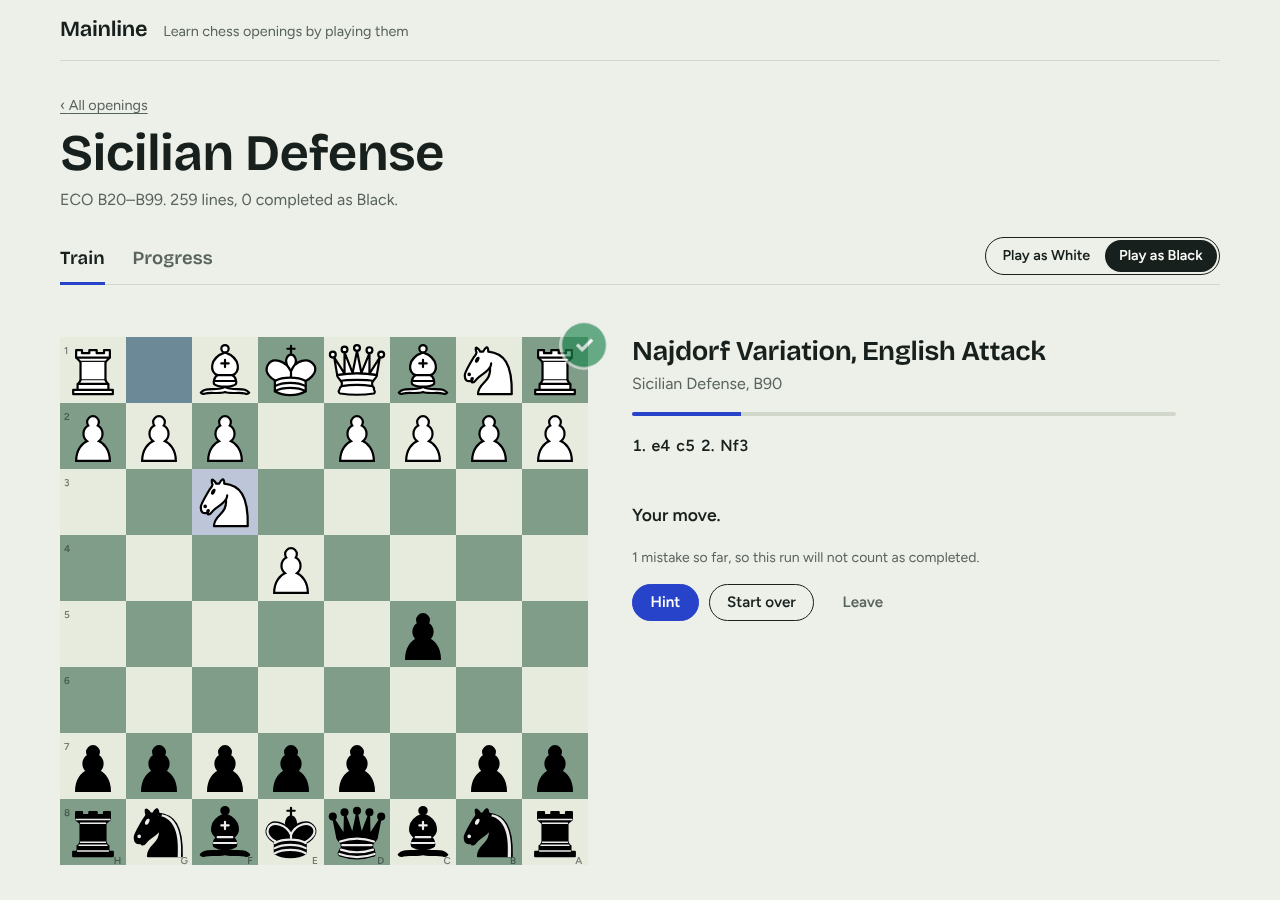 Mainline Learn chess openings by playing them
‹ All openings
Sicilian Defense
ECO B20–B99. 259 lines, 0 completed as Black.
Train Progress Play as White Play as Black
Najdorf Variation, English Attack
Sicilian Defense, B90
1. e4 c5 2. Nf3
Your move.
1 mistake so far, so this run will not count as completed.
Hint Start over Leave
1
2
3
4
5
6
7
8
H G F E D C B A